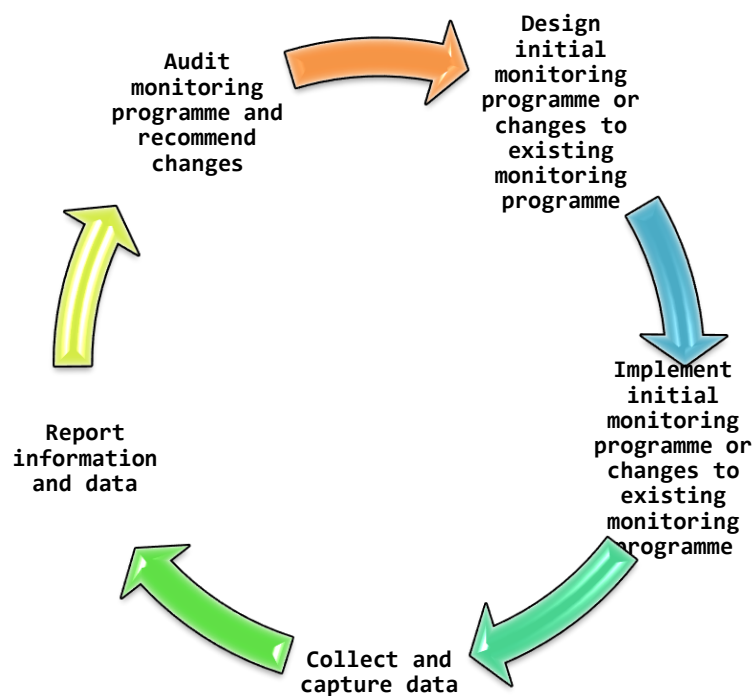 Audit
monitoring
programme and
recommend
changes
Design
initial
monitoring
programme or
changes to
existing
monitoring
programme
Implement
initial
monitoring
programme or
changes to
existing
monitoring
programme
Collect and
capture data
Report
information
and data